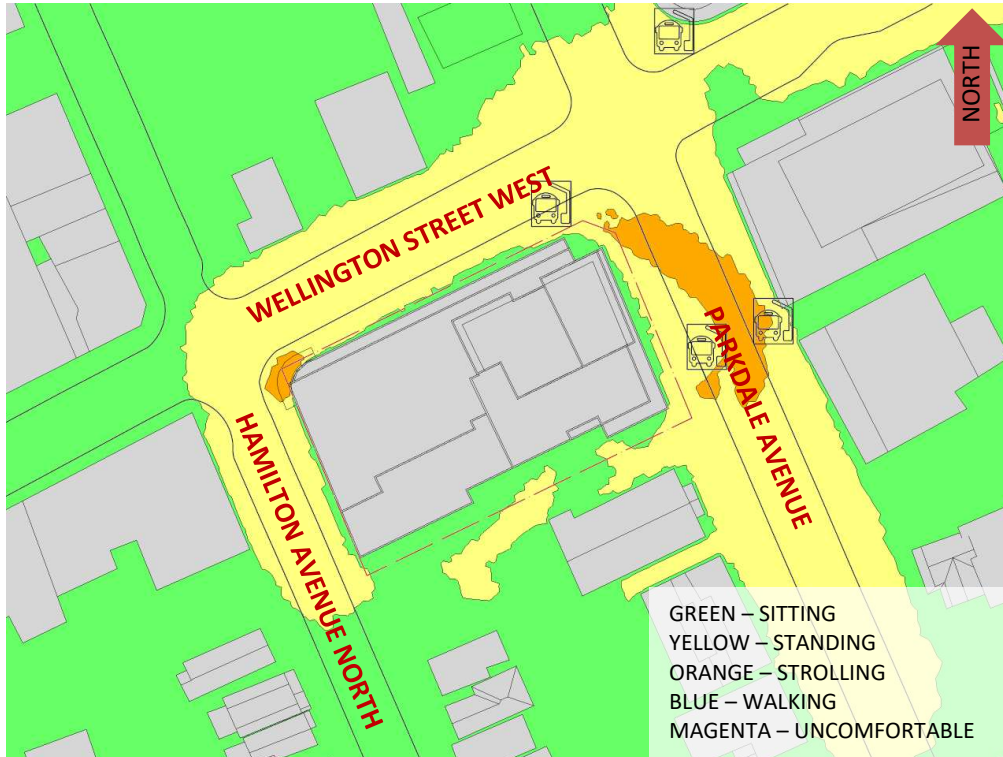 NORTH
WELLINGTON STREET WEST
PARKDALE AVENUE
HAMILTON AVENUE NORTH
GREEN – SITTING
YELLOW – STANDING
ORANGE – STROLLING
BLUE – WALKING
MAGENTA – UNCOMFORTABLE